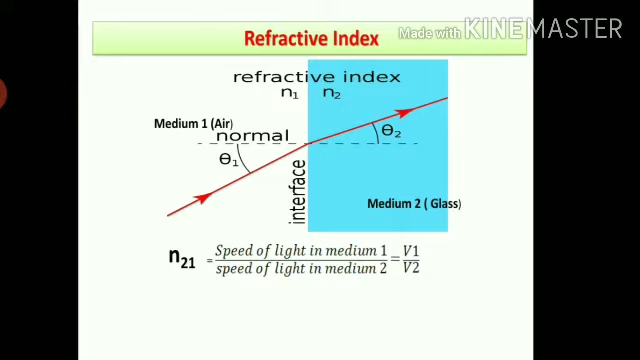 Refractive Index
Made with KINEMASTER
refractive index
n₁ n₂
Medium 1 (Air)
normal
θ₁
θ₂
interface
Medium 2 ( Glass)
n₂₁ = Speed of light in medium 1 / speed of light in medium 2 = V1 / V2